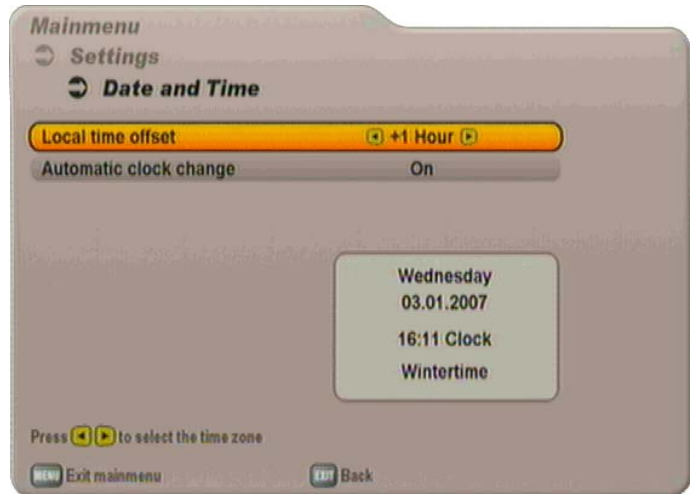 Mainmenu
Settings
Date and Time
Local time offset +1 Hour
Automatic clock change On
Wednesday
03.01.2007
16:11 Clock
Wintertime
Press to select the time zone
MENU Exit mainmenu EXIT Back